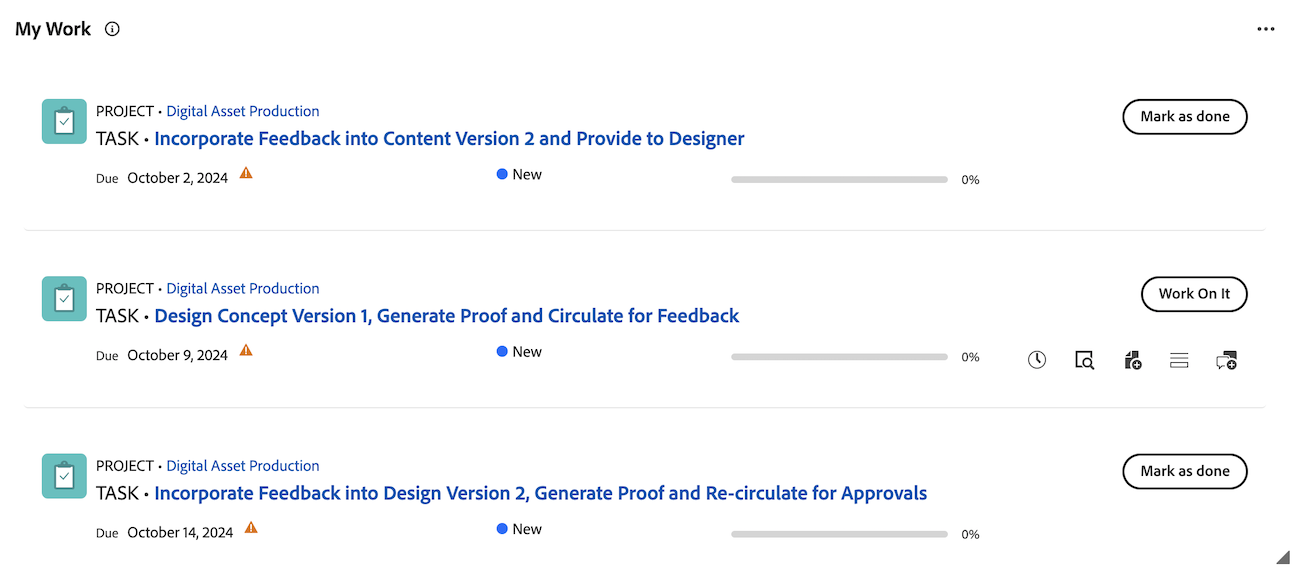 My Work
PROJECT • Digital Asset Production
Mark as done
TASK • Incorporate Feedback into Content Version 2 and Provide to Designer
Due October 2, 2024
New
0%
PROJECT • Digital Asset Production
Work On It
TASK • Design Concept Version 1, Generate Proof and Circulate for Feedback
Due October 9, 2024
New
0%
PROJECT • Digital Asset Production
Mark as done
TASK • Incorporate Feedback into Design Version 2, Generate Proof and Re-circulate for Approvals
Due October 14, 2024
New
0%